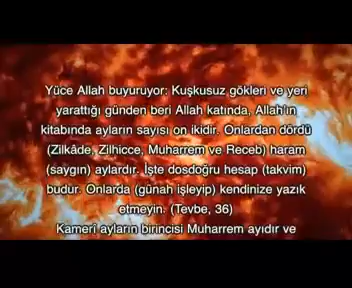 Yüce Allah buyuruyor: Kuşkusuz gökleri ve yeri
yarattığı günden beri Allah katında, Allah'ın
kitabında ayların sayısı on ikidir. Onlardan dördü
(Zilkâde, Zilhicce, Muharrem ve Receb) haram
(saygın) aylardır. İşte dosdoğru hesap (takvim)
budur. Onlarda (günah işleyip) kendinize yazık
etmeyin. (Tevbe, 36)
Kamerî ayların birincisi Muharrem ayıdır ve